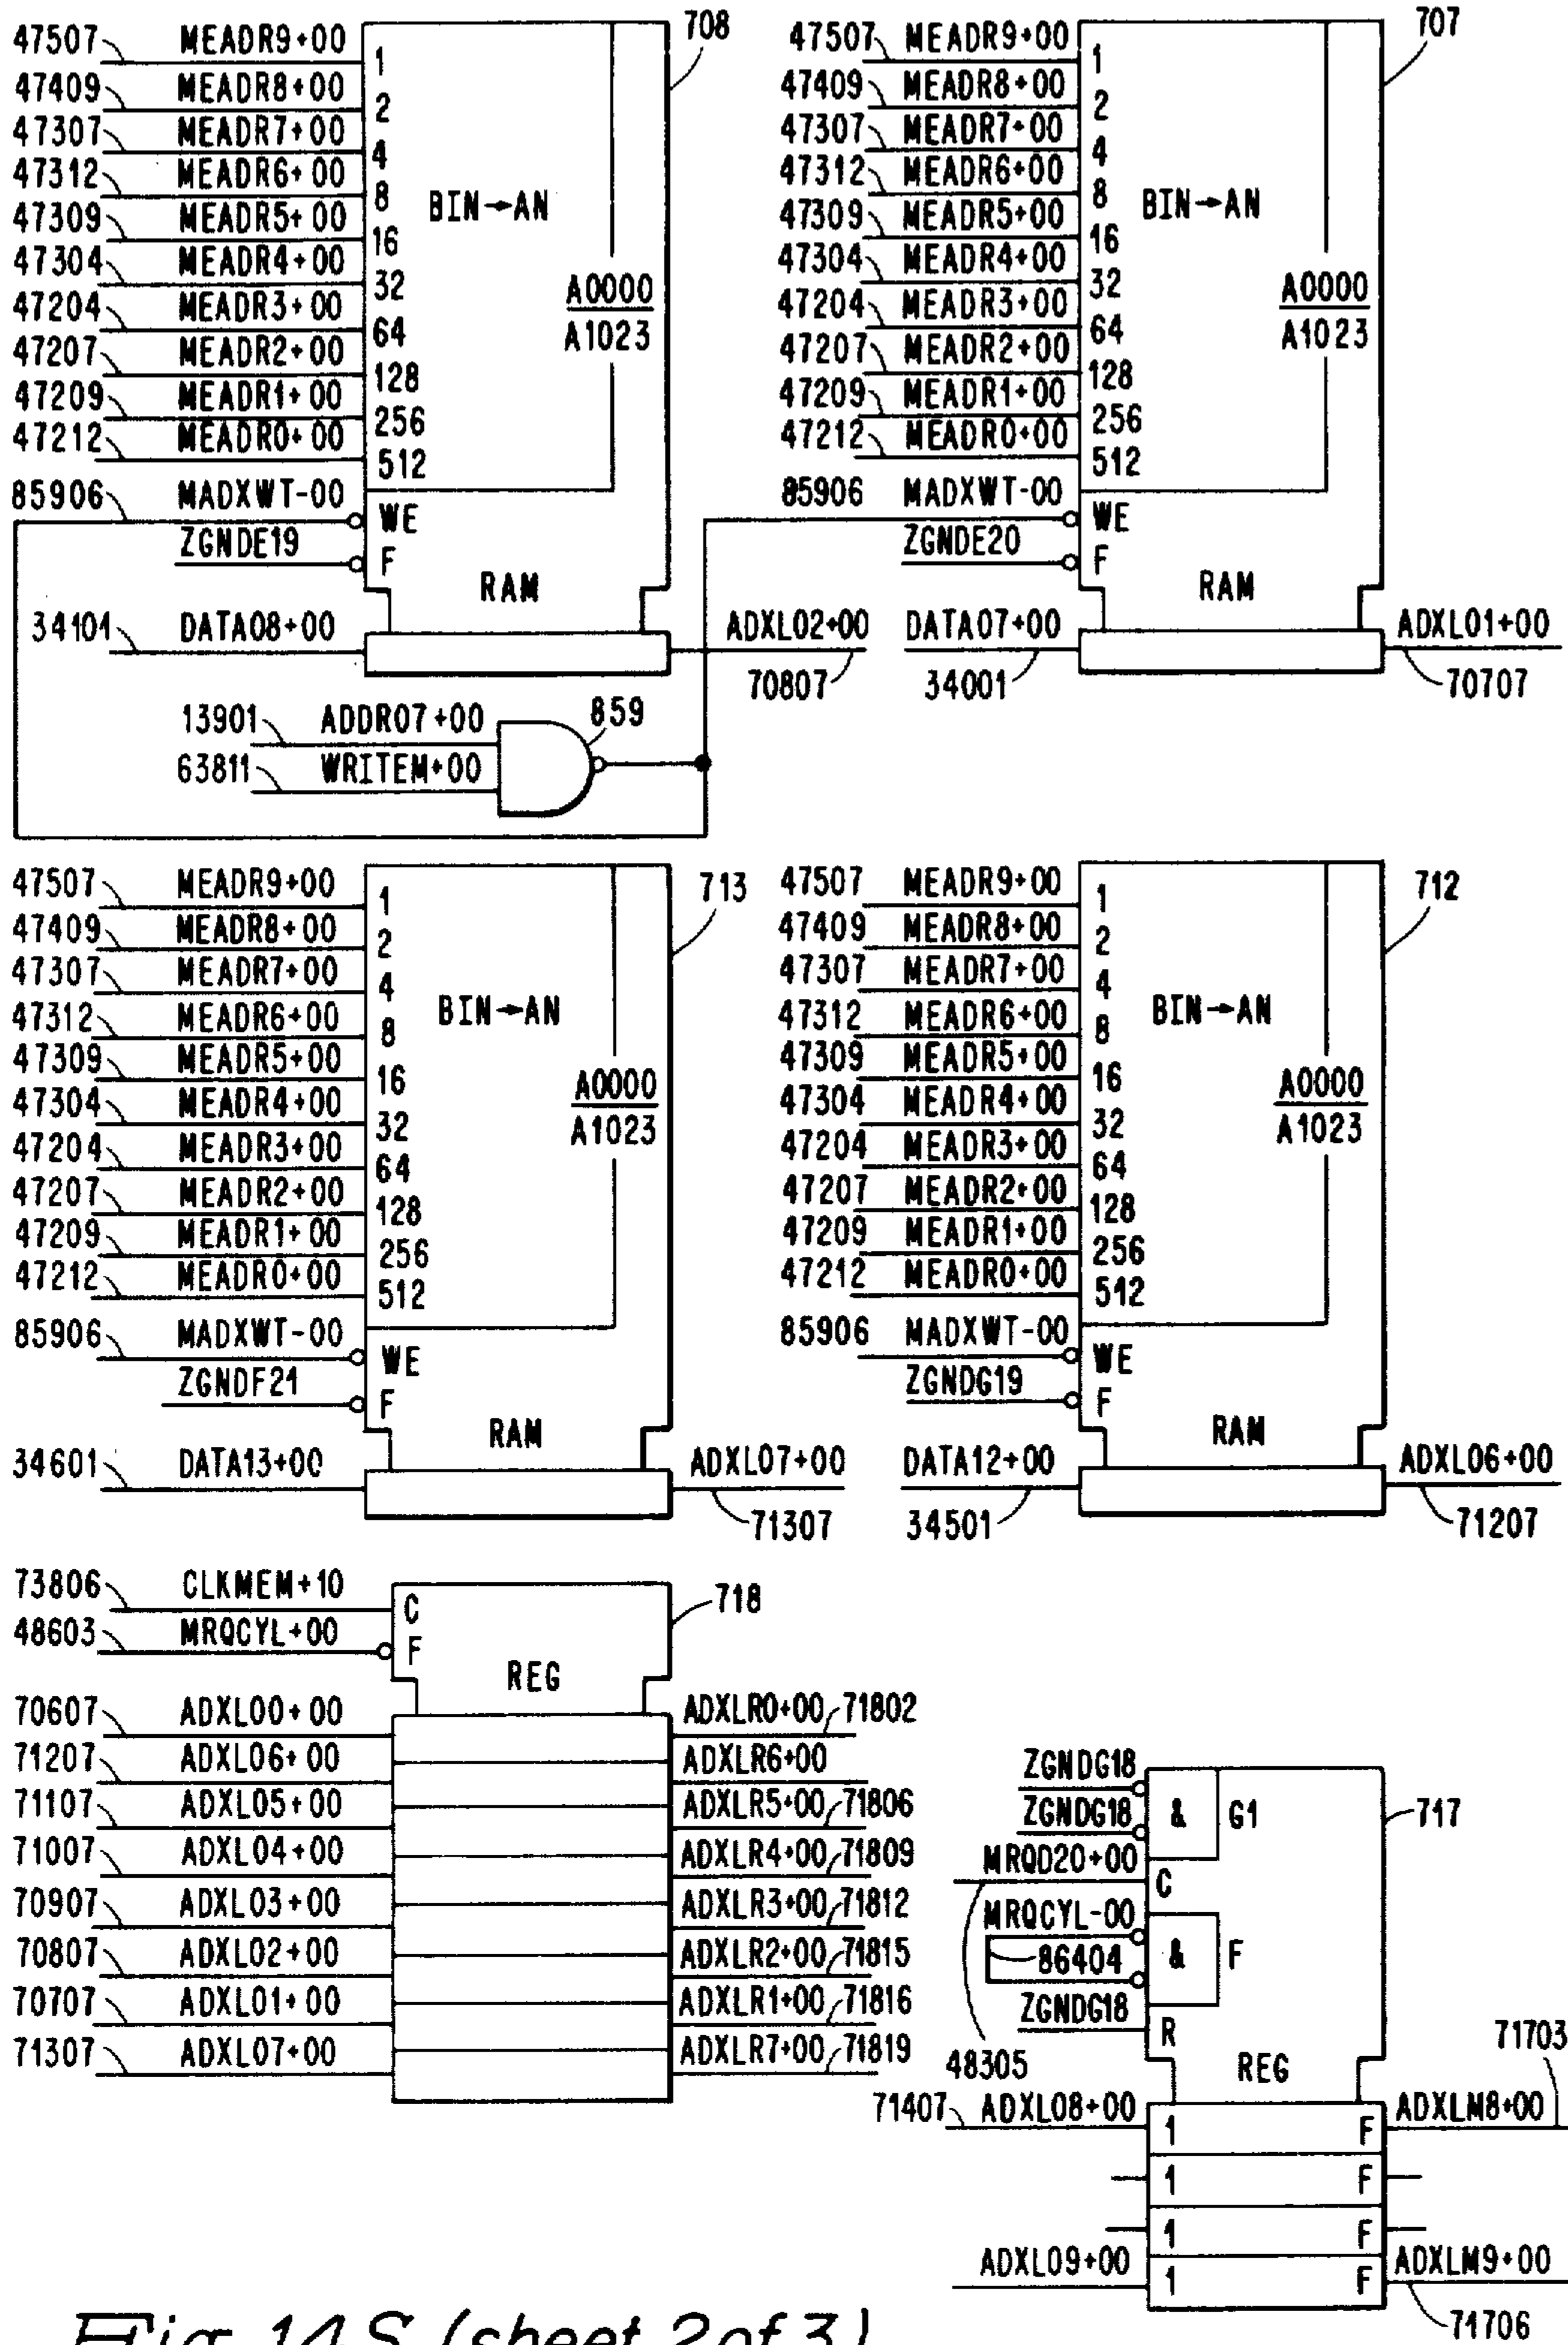 47507 MEADR9+00 1
47409 MEADR8+00 2
47307 MEADR7+00 4
47312 MEADR6+00 8
47309 MEADR5+00 16
47304 MEADR4+00 32
47204 MEADR3+00 64
47207 MEADR2+00 128
47209 MEADR1+00 256
47212 MEADR0+00 512
BIN→AN
A0000
A1023
708
85906 MADXWT-00 WE
ZGNDE19 F
RAM
34101 DATA08+00
ADXL02+00
70807
47507 MEADR9+00 1
47409 MEADR8+00 2
47307 MEADR7+00 4
47312 MEADR6+00 8
47309 MEADR5+00 16
47304 MEADR4+00 32
47204 MEADR3+00 64
47207 MEADR2+00 128
47209 MEADR1+00 256
47212 MEADR0+00 512
BIN→AN
A0000
A1023
707
85906 MADXWT-00 WE
ZGNDE20 F
RAM
DATA07+00
34001
ADXL01+00
70707
13901 ADDR07+00
63811 WRITEM+00
859
47507 MEADR9+00 1
47409 MEADR8+00 2
47307 MEADR7+00 4
47312 MEADR6+00 8
47309 MEADR5+00 16
47304 MEADR4+00 32
47204 MEADR3+00 64
47207 MEADR2+00 128
47209 MEADR1+00 256
47212 MEADR0+00 512
BIN→AN
A0000
A1023
713
85906 MADXWT-00 WE
ZGNDF21 F
RAM
34601 DATA13+00
ADXL07+00
71307
47507 MEADR9+00 1
47409 MEADR8+00 2
47307 MEADR7+00 4
47312 MEADR6+00 8
47309 MEADR5+00 16
47304 MEADR4+00 32
47204 MEADR3+00 64
47207 MEADR2+00 128
47209 MEADR1+00 256
47212 MEADR0+00 512
BIN→AN
A0000
A1023
712
85906 MADXWT-00 WE
ZGNDG19 F
RAM
DATA12+00
34501
ADXL06+00
71207
73806 CLKMEM+10 C
48603 MRQCYL+00 F
REG
718
70607 ADXL00+00 ADXLR0+00 71802
71207 ADXL06+00 ADXLR6+00
71107 ADXL05+00 ADXLR5+00 71806
71007 ADXL04+00 ADXLR4+00 71809
70907 ADXL03+00 ADXLR3+00 71812
70807 ADXL02+00 ADXLR2+00 71815
70707 ADXL01+00 ADXLR1+00 71816
71307 ADXL07+00 ADXLR7+00 71819
ZGNDG18
ZGNDG18 & G1
717
MRQD20+00 C
MRQCYL-00
86404 & F
ZGNDG18 R
48305
REG
71703
71407 ADXL08+00 1 F ADXLM8+00
1 F
1 F
ADXL09+00 1 F ADXLM9+00
71706
Fig. 14S (sheet 2 of 3)